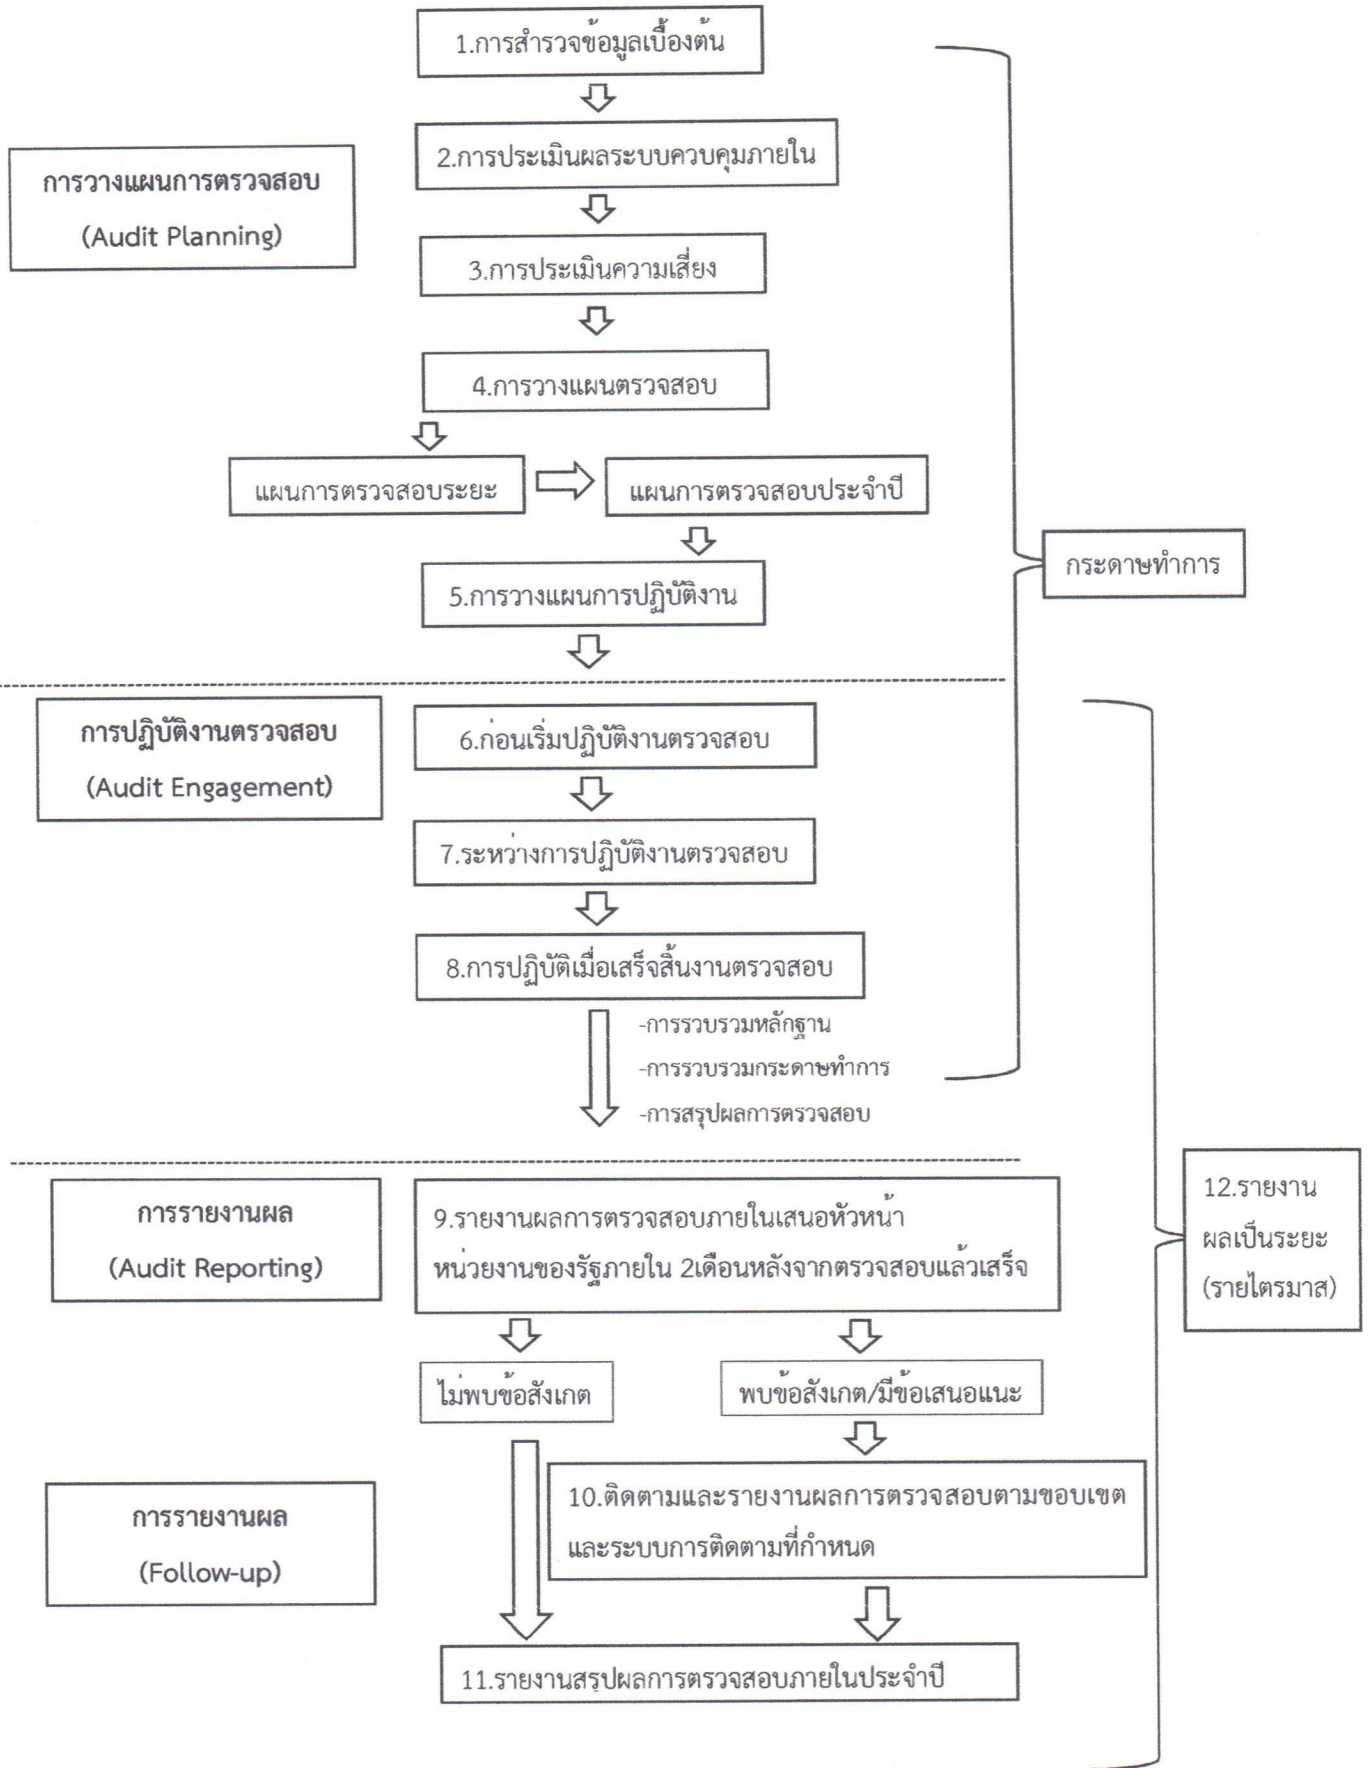 1.การสำรวจข้อมูลเบื้องต้น
การวางแผนการตรวจสอบ
(Audit Planning)
2.การประเมินผลระบบควบคุมภายใน
3.การประเมินความเสี่ยง
4.การวางแผนตรวจสอบ
แผนการตรวจสอบระยะ
แผนการตรวจสอบประจำปี
5.การวางแผนการปฏิบัติงาน
กระดาษทำการ
การปฏิบัติงานตรวจสอบ
(Audit Engagement)
6.ก่อนเริ่มปฏิบัติงานตรวจสอบ
7.ระหว่างการปฏิบัติงานตรวจสอบ
8.การปฏิบัติเมื่อเสร็จสิ้นงานตรวจสอบ
-การรวบรวมหลักฐาน
-การรวบรวมกระดาษทำการ
-การสรุปผลการตรวจสอบ
การรายงานผล
(Audit Reporting)
9.รายงานผลการตรวจสอบภายในเสนอหัวหน้า
หน่วยงานของรัฐภายใน 2เดือนหลังจากตรวจสอบแล้วเสร็จ
12.รายงาน
ผลเป็นระยะ
(รายไตรมาส)
ไม่พบข้อสังเกต
พบข้อสังเกต/มีข้อเสนอแนะ
การรายงานผล
(Follow-up)
10.ติดตามและรายงานผลการตรวจสอบตามขอบเขต
และระบบการติดตามที่กำหนด
11.รายงานสรุปผลการตรวจสอบภายในประจำปี